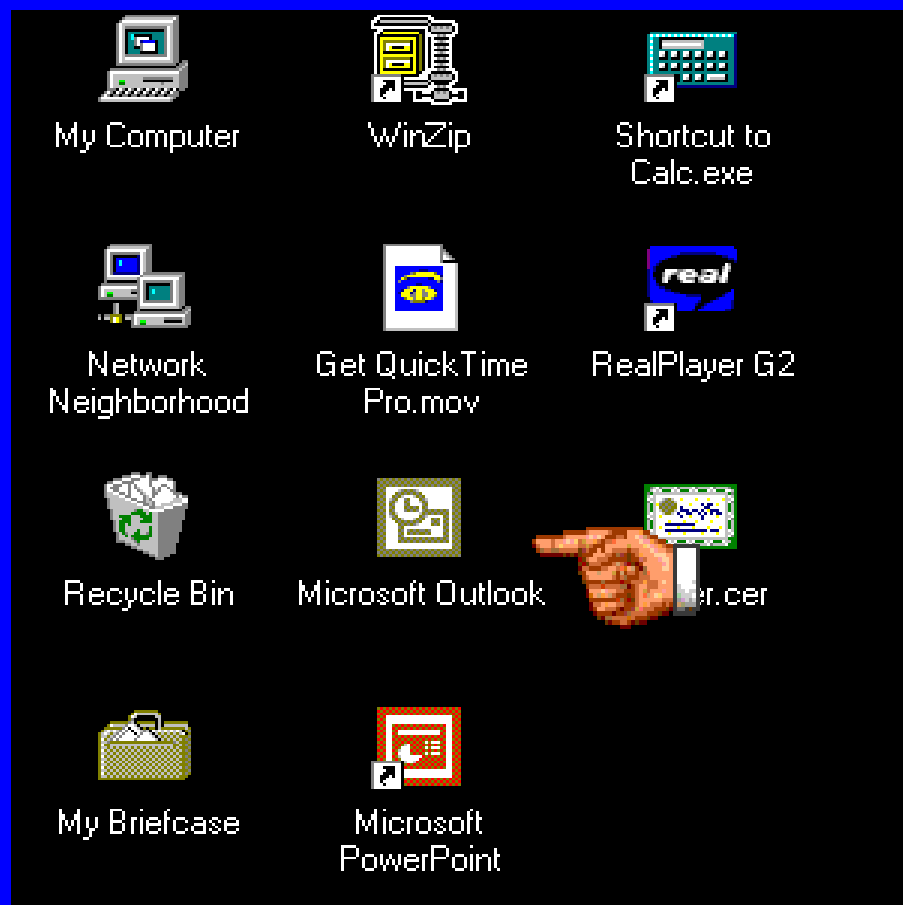 My Computer
WinZip
Shortcut to
Calc.exe
real
Network
Neighborhood
Get QuickTime
Pro.mov
RealPlayer G2
Recycle Bin
Microsoft Outlook
er.cer
My Briefcase
Microsoft
PowerPoint